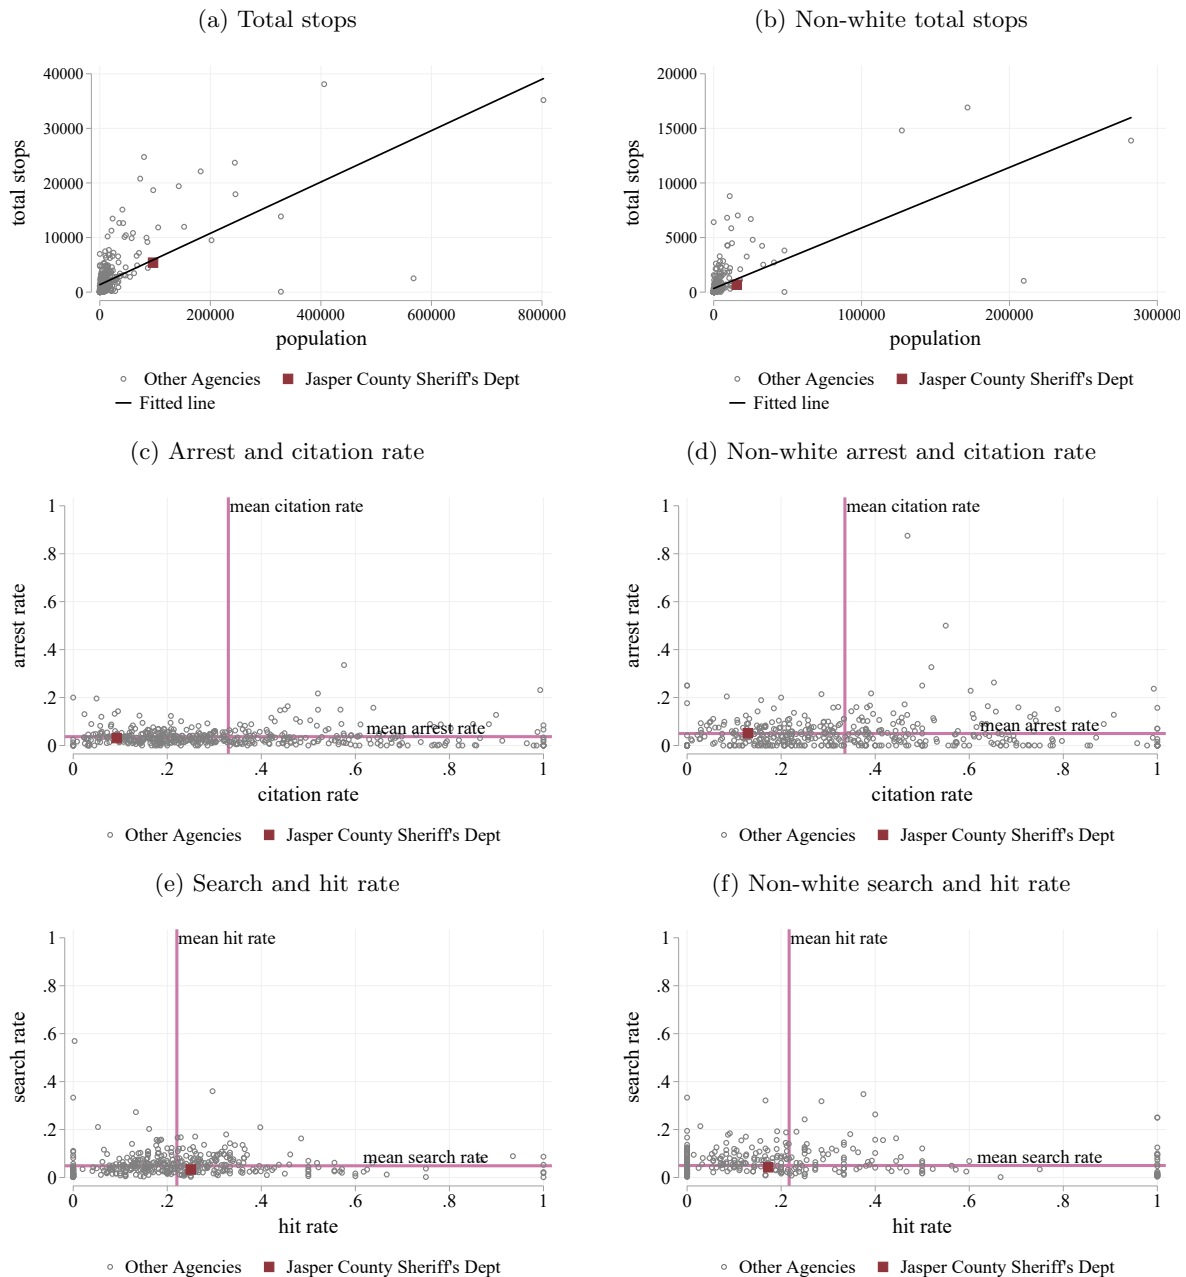 (a) Total stops
(b) Non-white total stops
total stops
40000
30000
20000
10000
0
0 200000 400000 600000 800000
population
Other Agencies Jasper County Sheriff's Dept
Fitted line
total stops
20000
15000
10000
5000
0
0 100000 200000 300000
population
Other Agencies Jasper County Sheriff's Dept
Fitted line
(c) Arrest and citation rate
(d) Non-white arrest and citation rate
arrest rate
1
.8
.6
.4
.2
0
mean citation rate
mean arrest rate
0 .2 .4 .6 .8 1
citation rate
Other Agencies Jasper County Sheriff's Dept
arrest rate
1
.8
.6
.4
.2
0
mean citation rate
mean arrest rate
0 .2 .4 .6 .8 1
citation rate
Other Agencies Jasper County Sheriff's Dept
(e) Search and hit rate
(f) Non-white search and hit rate
search rate
1
.8
.6
.4
.2
0
mean hit rate
mean search rate
0 .2 .4 .6 .8 1
hit rate
Other Agencies Jasper County Sheriff's Dept
search rate
1
.8
.6
.4
.2
0
mean hit rate
mean search rate
0 .2 .4 .6 .8 1
hit rate
Other Agencies Jasper County Sheriff's Dept